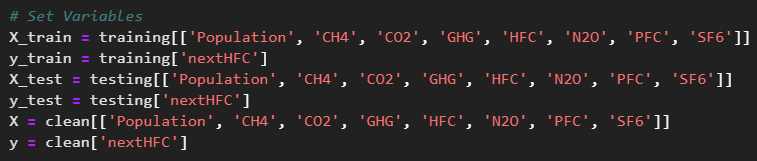 # Set Variables
X_train = training[['Population', 'CH4', 'CO2', 'GHG', 'HFC', 'N2O', 'PFC', 'SF6']]
y_train = training['nextHFC']
X_test = testing[['Population', 'CH4', 'CO2', 'GHG', 'HFC', 'N2O', 'PFC', 'SF6']]
y_test = testing['nextHFC']
X = clean[['Population', 'CH4', 'CO2', 'GHG', 'HFC', 'N2O', 'PFC', 'SF6']]
y = clean['nextHFC']